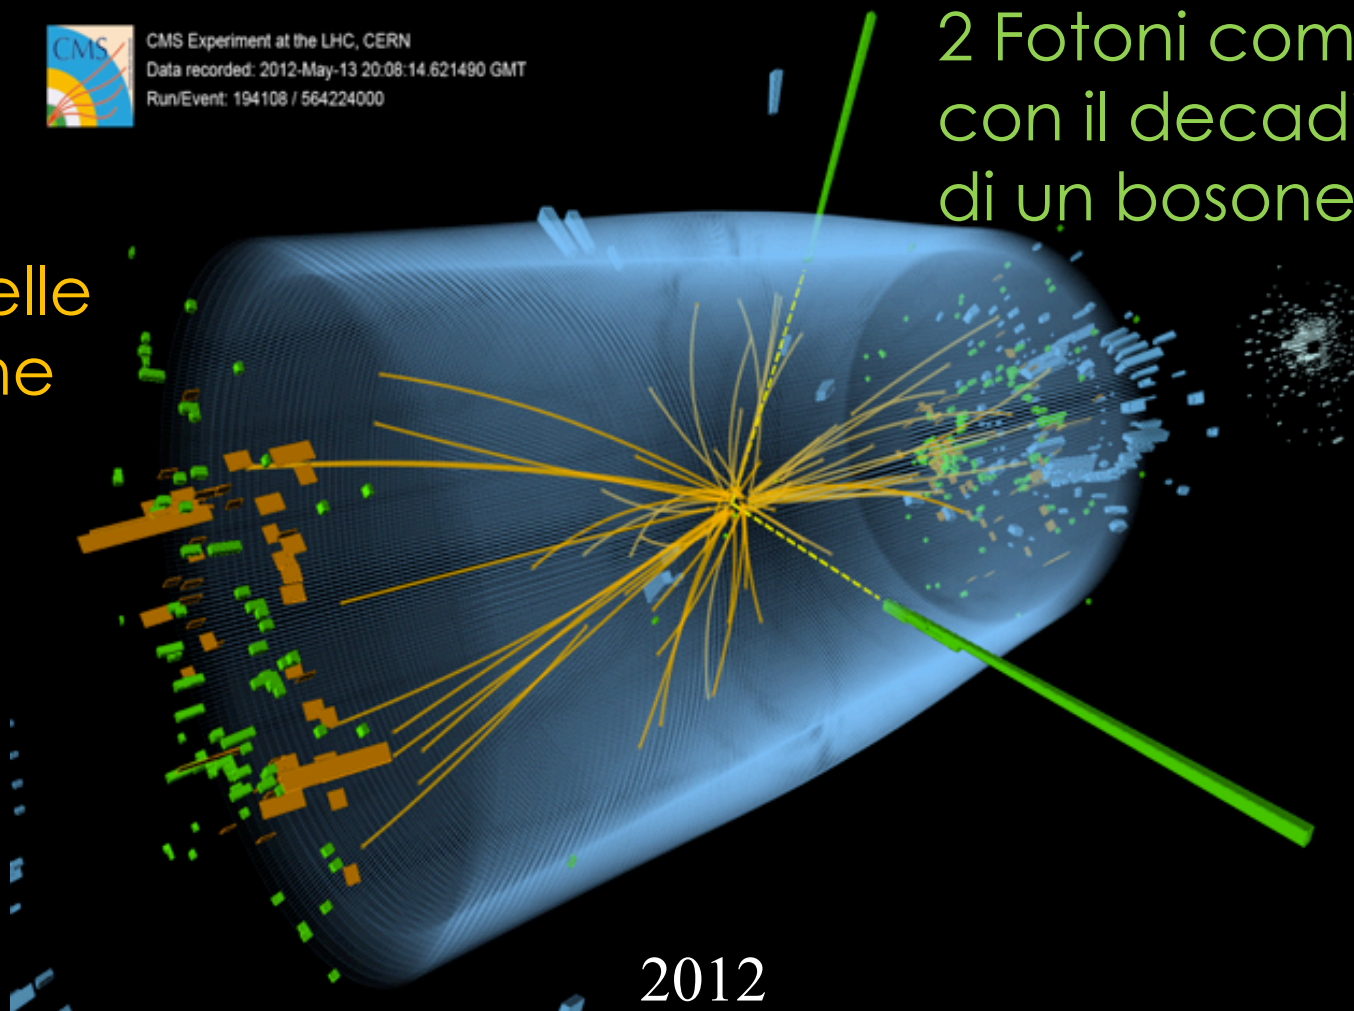 CMS
CMS Experiment at the LHC, CERN
Data recorded: 2012-May-13 20:08:14.621490 GMT
Run/Event: 194108 / 564224000
2 Fotoni com
con il decad
di un bosone
elle
ne
2012